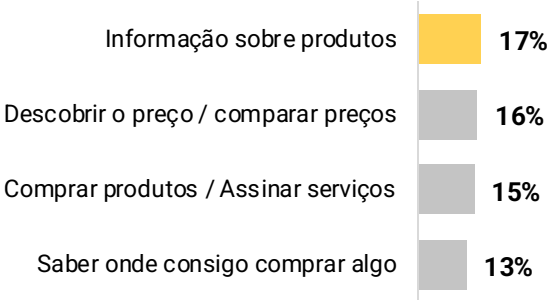 Informação sobre produtos 17%
Descobrir o preço / comparar preços 16%
Comprar produtos / Assinar serviços 15%
Saber onde consigo comprar algo 13%